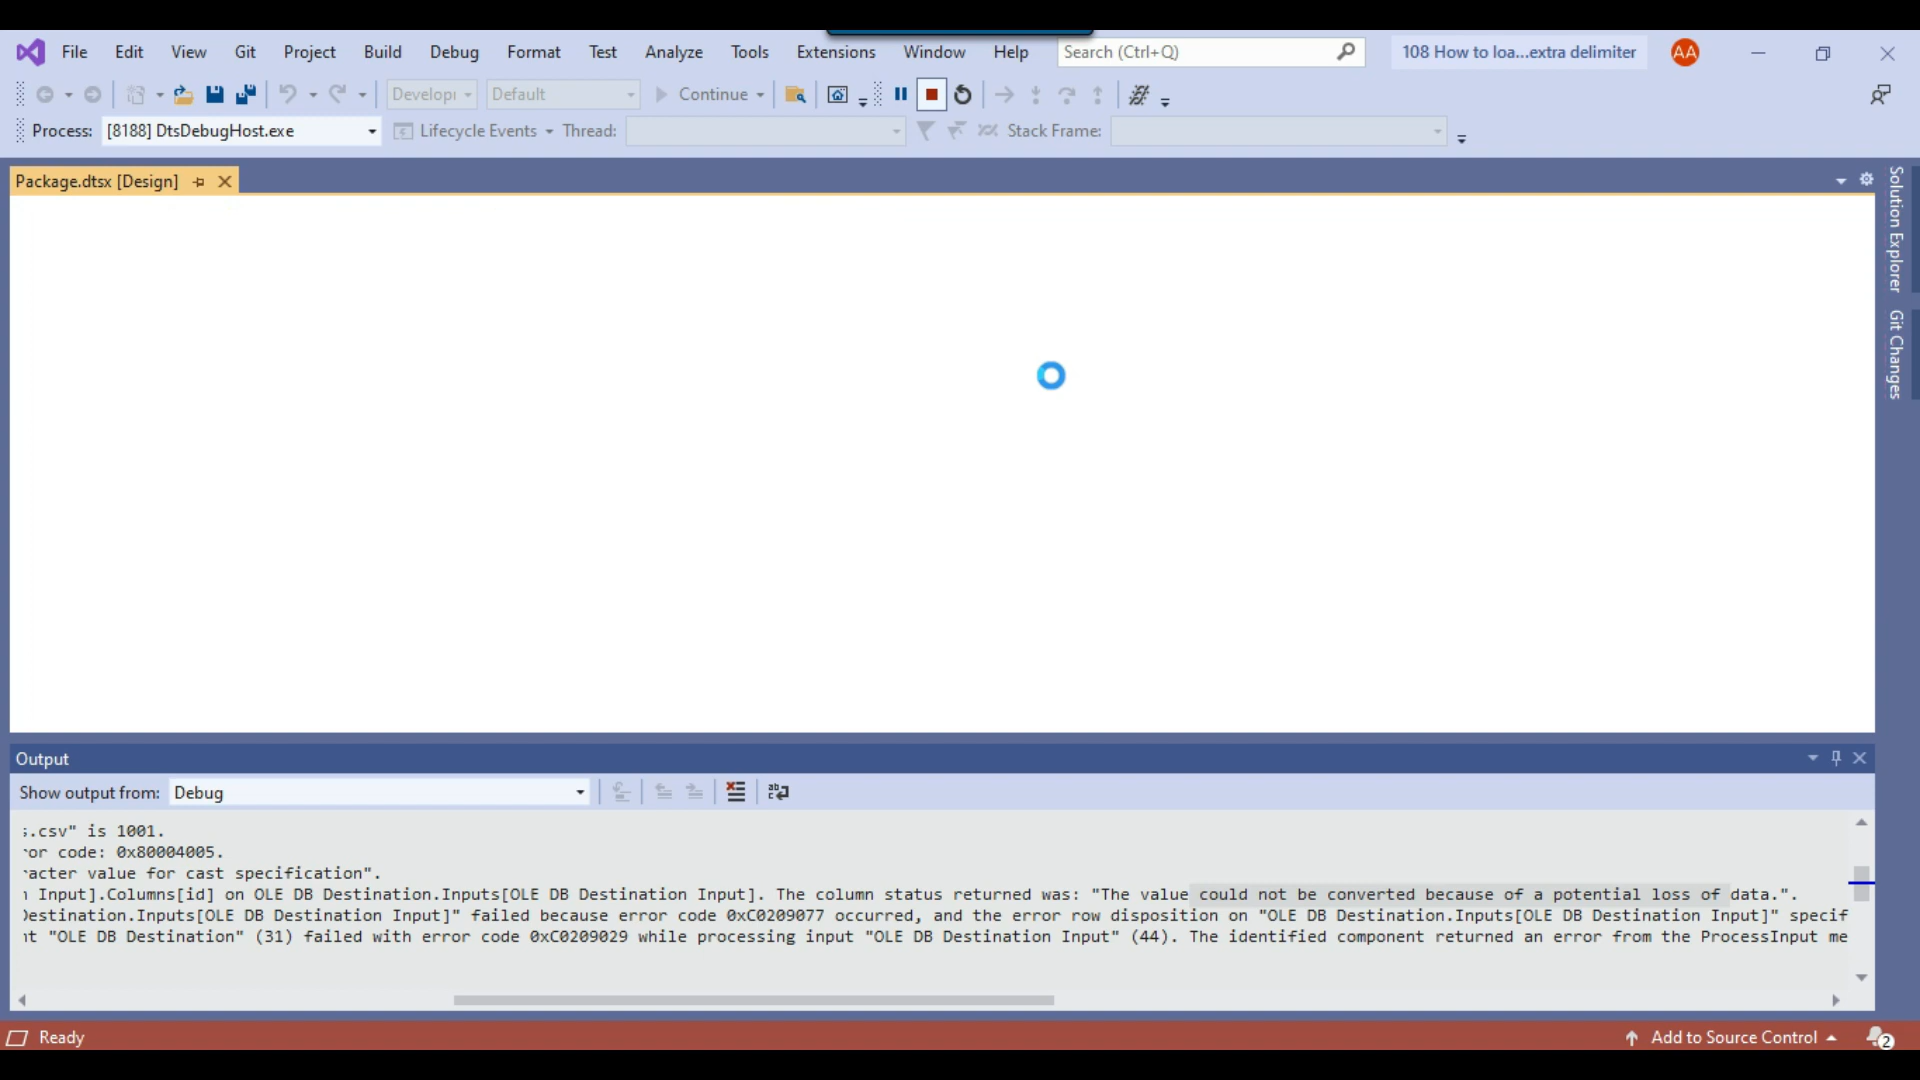 File Edit View Git Project Build Debug Format Test Analyze Tools Extensions Window Help Search (Ctrl+Q) 108 How to loa...extra delimiter AA
Develop Default Continue
Process: [8188] DtsDebugHost.exe Lifecycle Events Thread: Stack Frame:
Package.dtsx [Design]
Solution Explorer
Git Changes
Output
Show output from: Debug
.csv" is 1001.
or code: 0x80004005.
acter value for cast specification".
Input].Columns[id] on OLE DB Destination.Inputs[OLE DB Destination Input]. The column status returned was: "The value could not be converted because of a potential loss of data.".
Destination.Inputs[OLE DB Destination Input]" failed because error code 0xC0209077 occurred, and the error row disposition on "OLE DB Destination.Inputs[OLE DB Destination Input]" specif
nt "OLE DB Destination" (31) failed with error code 0xC0209029 while processing input "OLE DB Destination Input" (44). The identified component returned an error from the ProcessInput me
Ready Add to Source Control 2